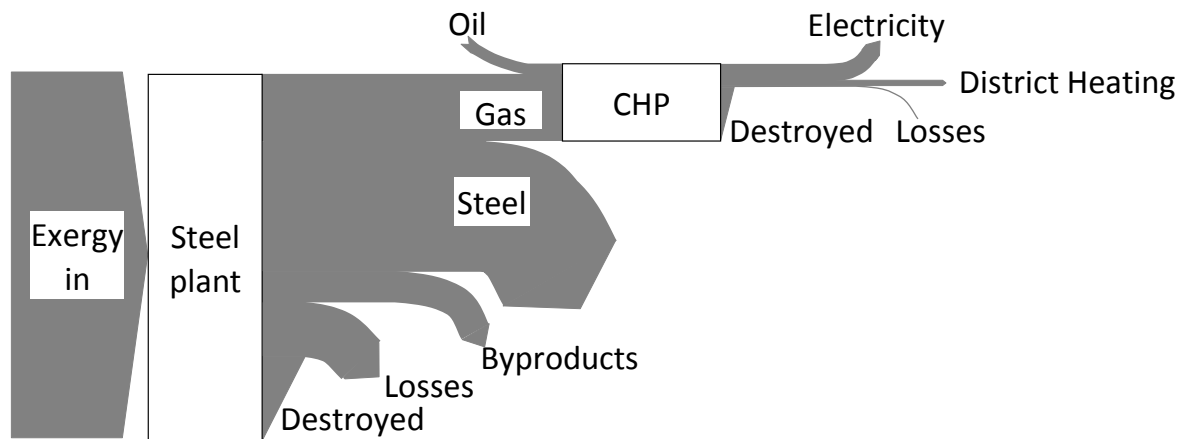 Oil
Electricity
District Heating
Gas
CHP
Destroyed
Losses
Steel
Exergy
in
Steel
plant
Byproducts
Losses
Destroyed